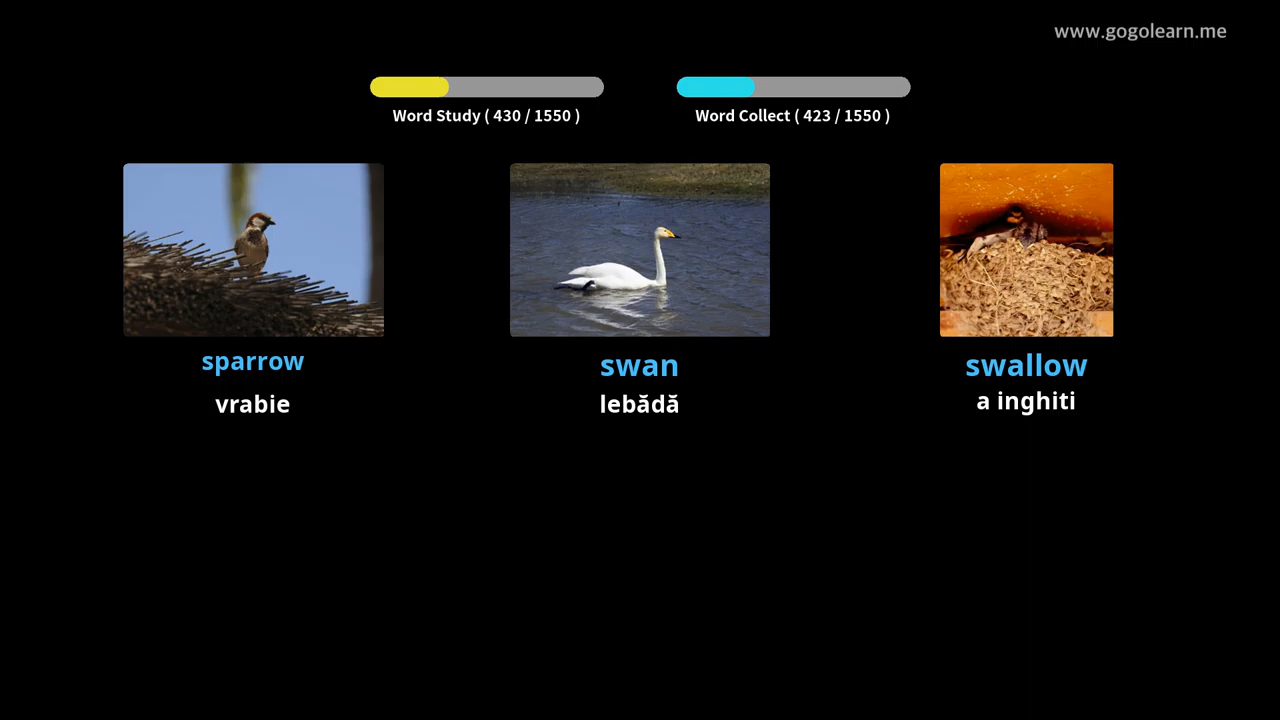 www.gogolearn.me
Word Study ( 430 / 1550 )
Word Collect ( 423 / 1550 )
sparrow
swan
swallow
vrabie
lebădă
a inghiti